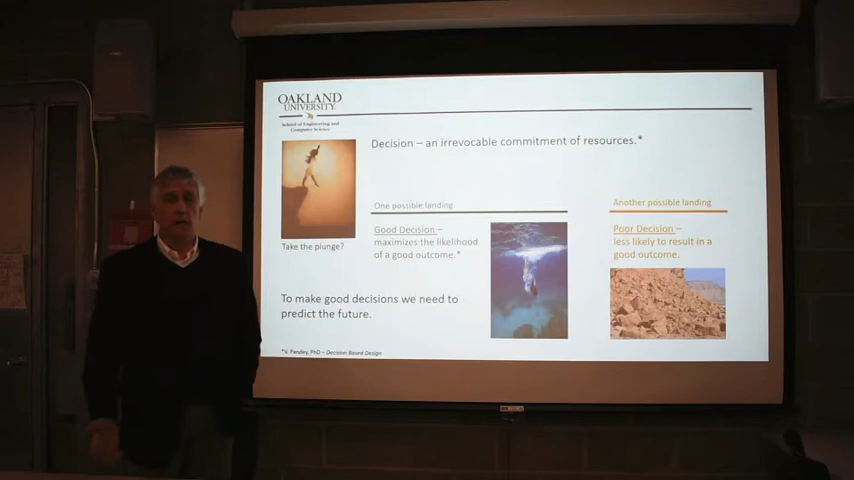 OAKLAND
UNIVERSITY
School of Engineering and
Computer Science
Decision – an irrevocable commitment of resources.*
Take the plunge?
One possible landing
Good Decision –
maximizes the likelihood
of a good outcome.*
Another possible landing
Poor Decision –
less likely to result in a
good outcome.
To make good decisions we need to
predict the future.
*V. Pandey, PhD – Decision Based Design